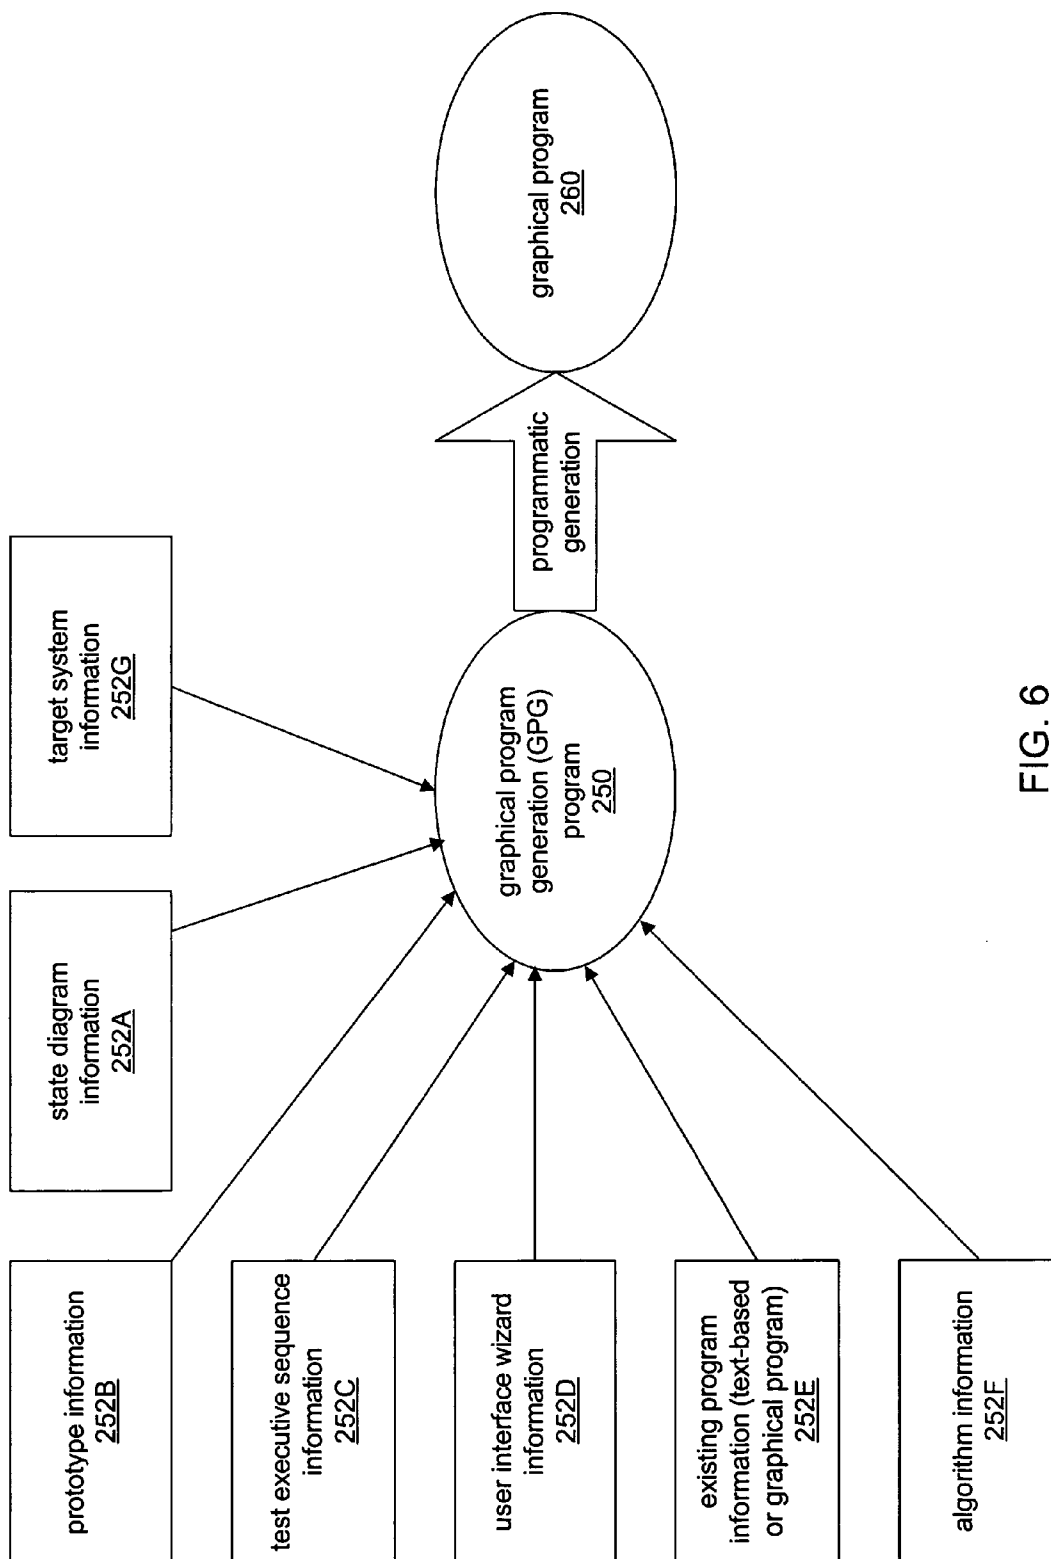 prototype information
252B
state diagram
information
252A
target system
information
252G
test executive sequence
information
252C
user interface wizard
information
252D
existing program
information (text-based
or graphical program)
252E
algorithm information
252F
graphical program
generation (GPG)
program
250
programmatic
generation
graphical program
260
FIG. 6